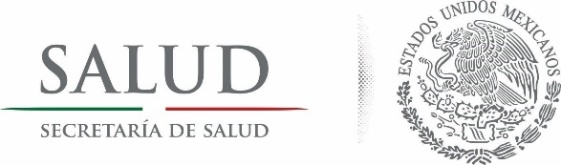 SALUD
SECRETARÍA DE SALUD
ESTADOS UNIDOS MEXICANOS